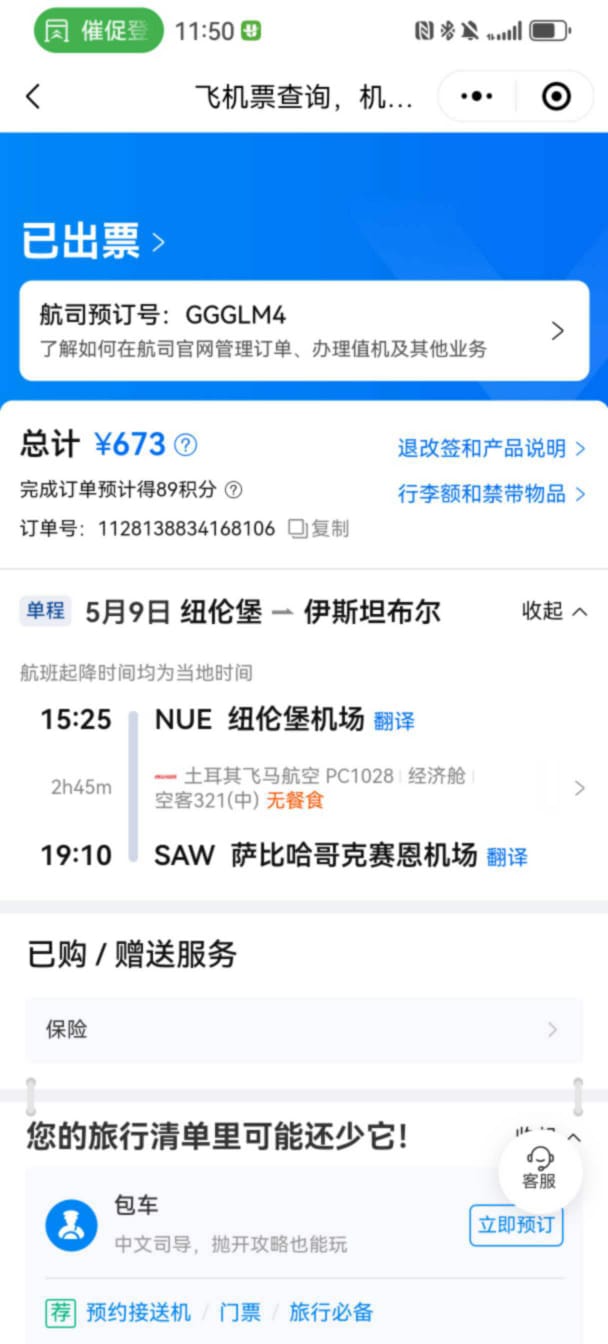 催促登
11:50
飞机票查询，机...
已出票
航司预订号：GGGLM4
了解如何在航司官网管理订单、办理值机及其他业务
总计 ¥673
退改签和产品说明
完成订单预计得89积分
行李额和禁带物品
订单号：1128138834168106 复制
单程 5月9日 纽伦堡 伊斯坦布尔 收起
航班起降时间均为当地时间
15:25 NUE 纽伦堡机场 翻译
2h45m 土耳其飞马航空 PC1028 经济舱
空客321(中) 无餐食
19:10 SAW 萨比哈哥克赛恩机场 翻译
已购 / 赠送服务
保险
您的旅行清单里可能还少它！
客服
包车
中文司导，抛开攻略也能玩
立即预订
荐 预约接送机 / 门票 / 旅行必备